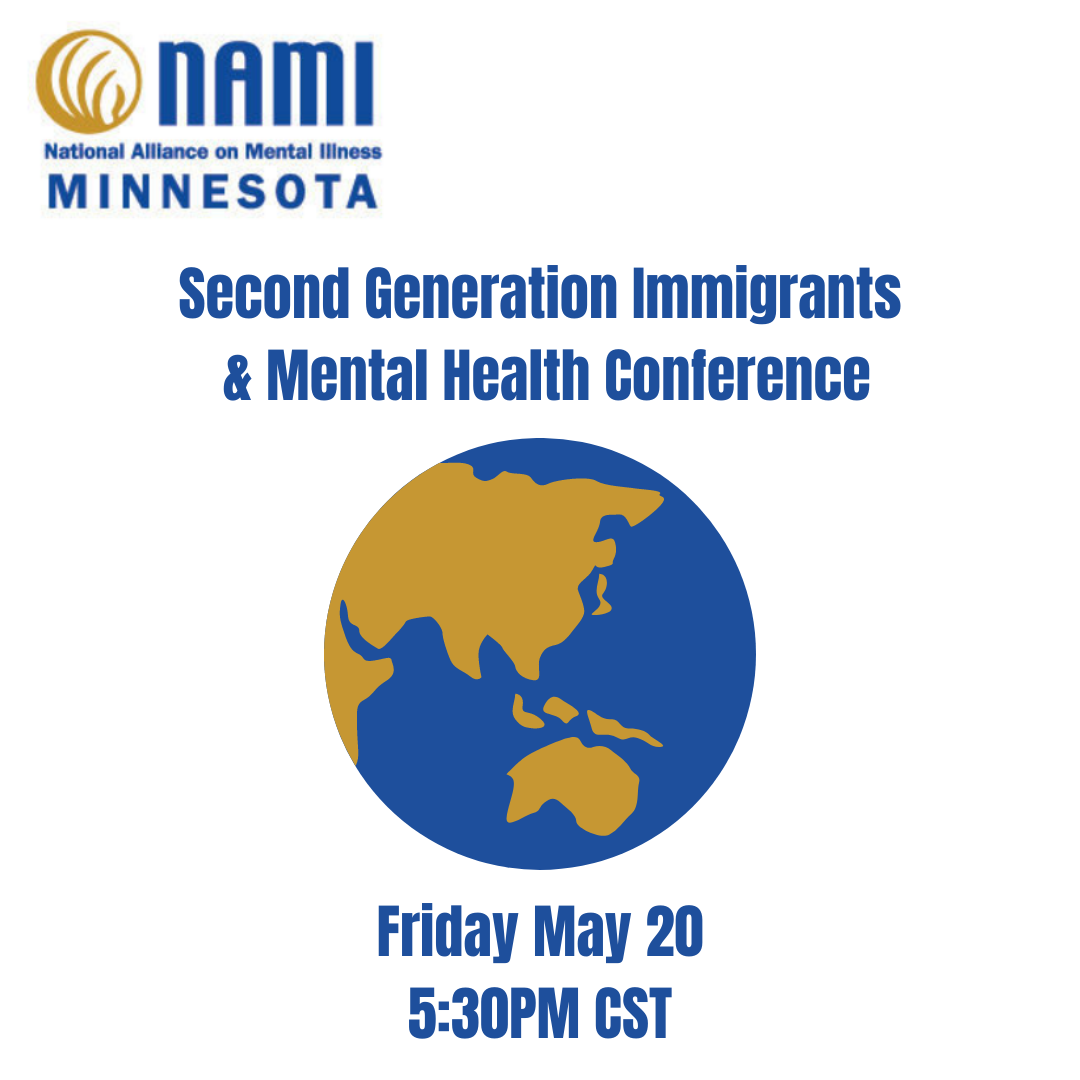 NAMI
National Alliance on Mental Illness
MINNESOTA
Second Generation Immigrants
& Mental Health Conference
Friday May 20
5:30PM CST